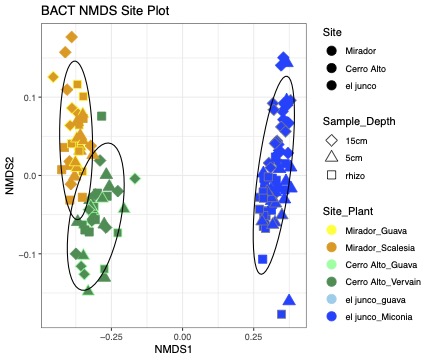 BACT NMDS Site Plot
NMDS2
0.1
0.0
−0.1
−0.25
0.00
0.25
NMDS1
Site
Mirador
Cerro Alto
el junco
Sample_Depth
15cm
5cm
rhizo
Site_Plant
Mirador_Guava
Mirador_Scalesia
Cerro Alto_Guava
Cerro Alto_Vervain
el junco_guava
el junco_Miconia